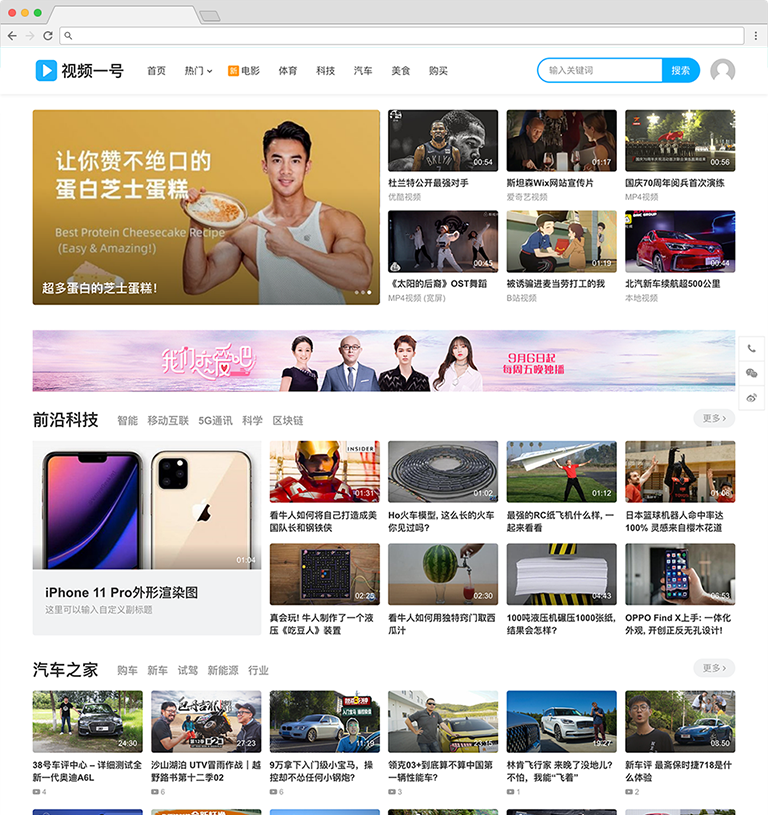 视频一号
首页
热门
新 电影
体育
科技
汽车
美食
购买
输入关键词
搜索
让你赞不绝口的
蛋白芝士蛋糕
Best Protein Cheesecake Recipe
(Easy & Amazing!)
超多蛋白的芝士蛋糕!
00:54
杜兰特公开最强对手
优酷视频
01:17
斯坦森Wix网站宣传片
爱奇艺视频
00:56
国庆70周年阅兵首次演练
MP4视频
00:45
《太阳的后裔》OST舞蹈
MP4视频 (宽屏)
01:19
被诱骗进麦当劳打工的我
B站视频
00:44
北汽新车续航超500公里
本地视频
我们恋爱吧
9月6日起
每周五晚独播
前沿科技
智能
移动互联
5G通讯
科学
区块链
更多 ›
01:04
iPhone 11 Pro外形渲染图
这里可以输入自定义副标题
INSIDER
01:31
看牛人如何将自己打造成美
国队长和钢铁侠
01:02
Ho火车模型, 这么长的火车
你见过吗?
01:12
最强的RC纸飞机什么样, 一
起来看看
01:08
日本篮球机器人命中率达
100% 灵感来自樱木花道
02:25
真会玩! 牛人制作了一个液
压《吃豆人》装置
02:30
看牛人如何用独特窍门取西
瓜汁
04:43
100吨液压机碾压1000张纸,
结果会怎样?
06:53
OPPO Find X上手: 一体化
外观, 开创正反无孔设计!
汽车之家
购车
新车
试驾
新能源
行业
更多 ›
24:30
38号车评中心 – 详细测试全
新一代奥迪A6L
4
27:23
沙山湖泊 UTV冒雨作战｜越
野路书第十二季02
6
11:19
9万拿下入门级小宝马，操
控却不怂任何小钢炮?
6
领克03+到底算不算中国第
一辆性能车?
3
19:27
林肯飞行家 来晚了没地儿?
不怕，我能“飞着”
1
08:50
新车评 最斋保时捷718是什
么体验
2